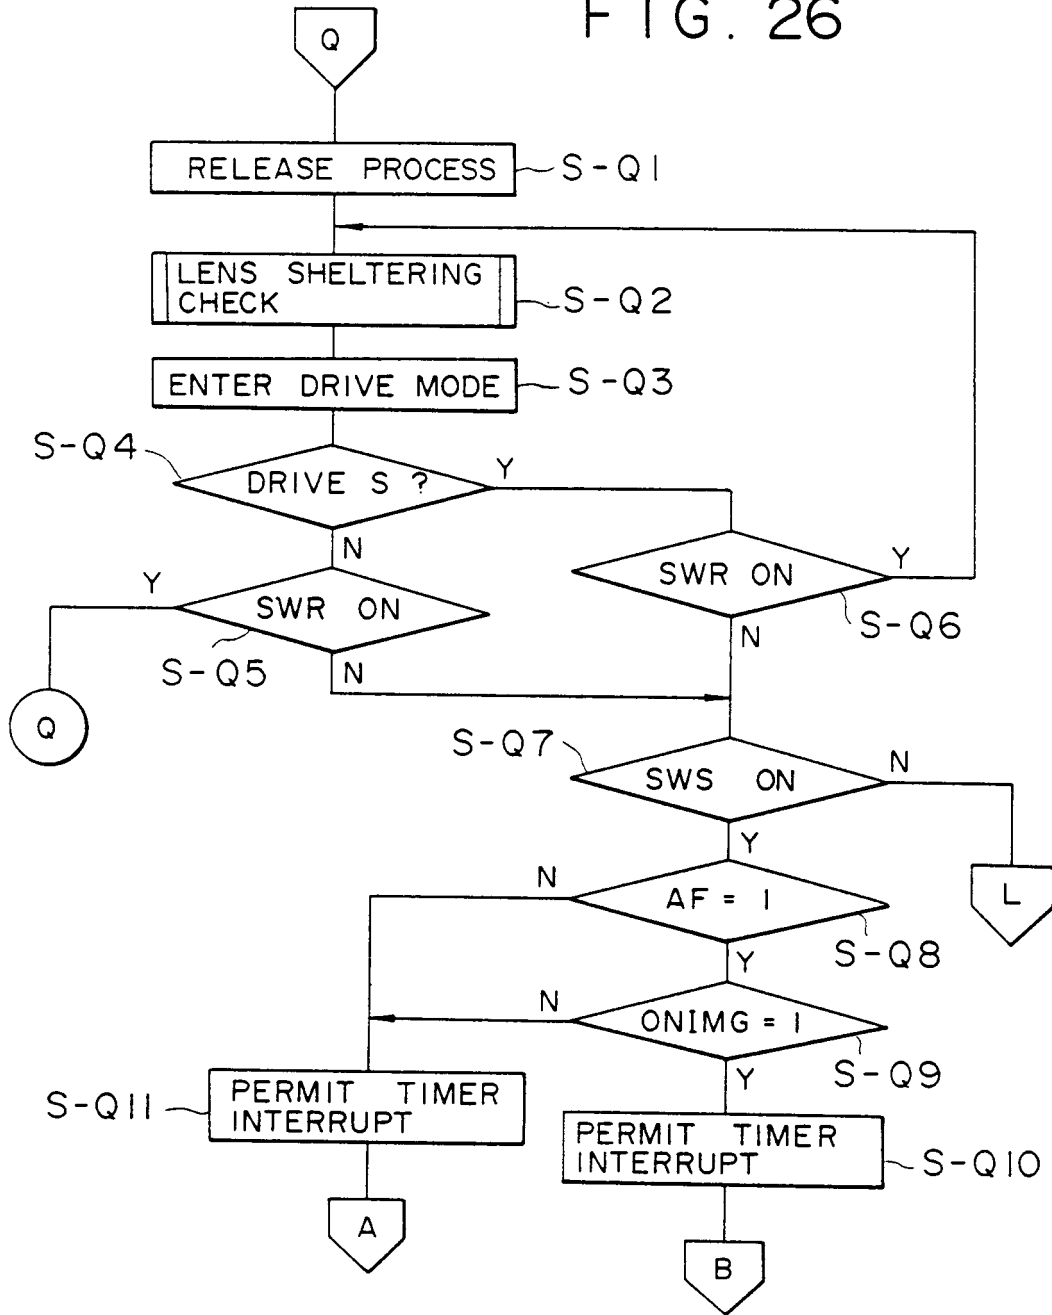 FIG. 26
Q
RELEASE PROCESS
S-Q1
LENS SHELTERING
CHECK
S-Q2
ENTER DRIVE MODE
S-Q3
S-Q4
DRIVE S ?
Y
N
SWR ON
Y
S-Q6
N
Y
SWR ON
S-Q5
N
Q
S-Q7
SWS ON
N
Y
L
N
AF = 1
S-Q8
Y
N
ONIMG = 1
S-Q9
Y
S-Q11
PERMIT TIMER
INTERRUPT
PERMIT TIMER
INTERRUPT
S-Q10
A
B